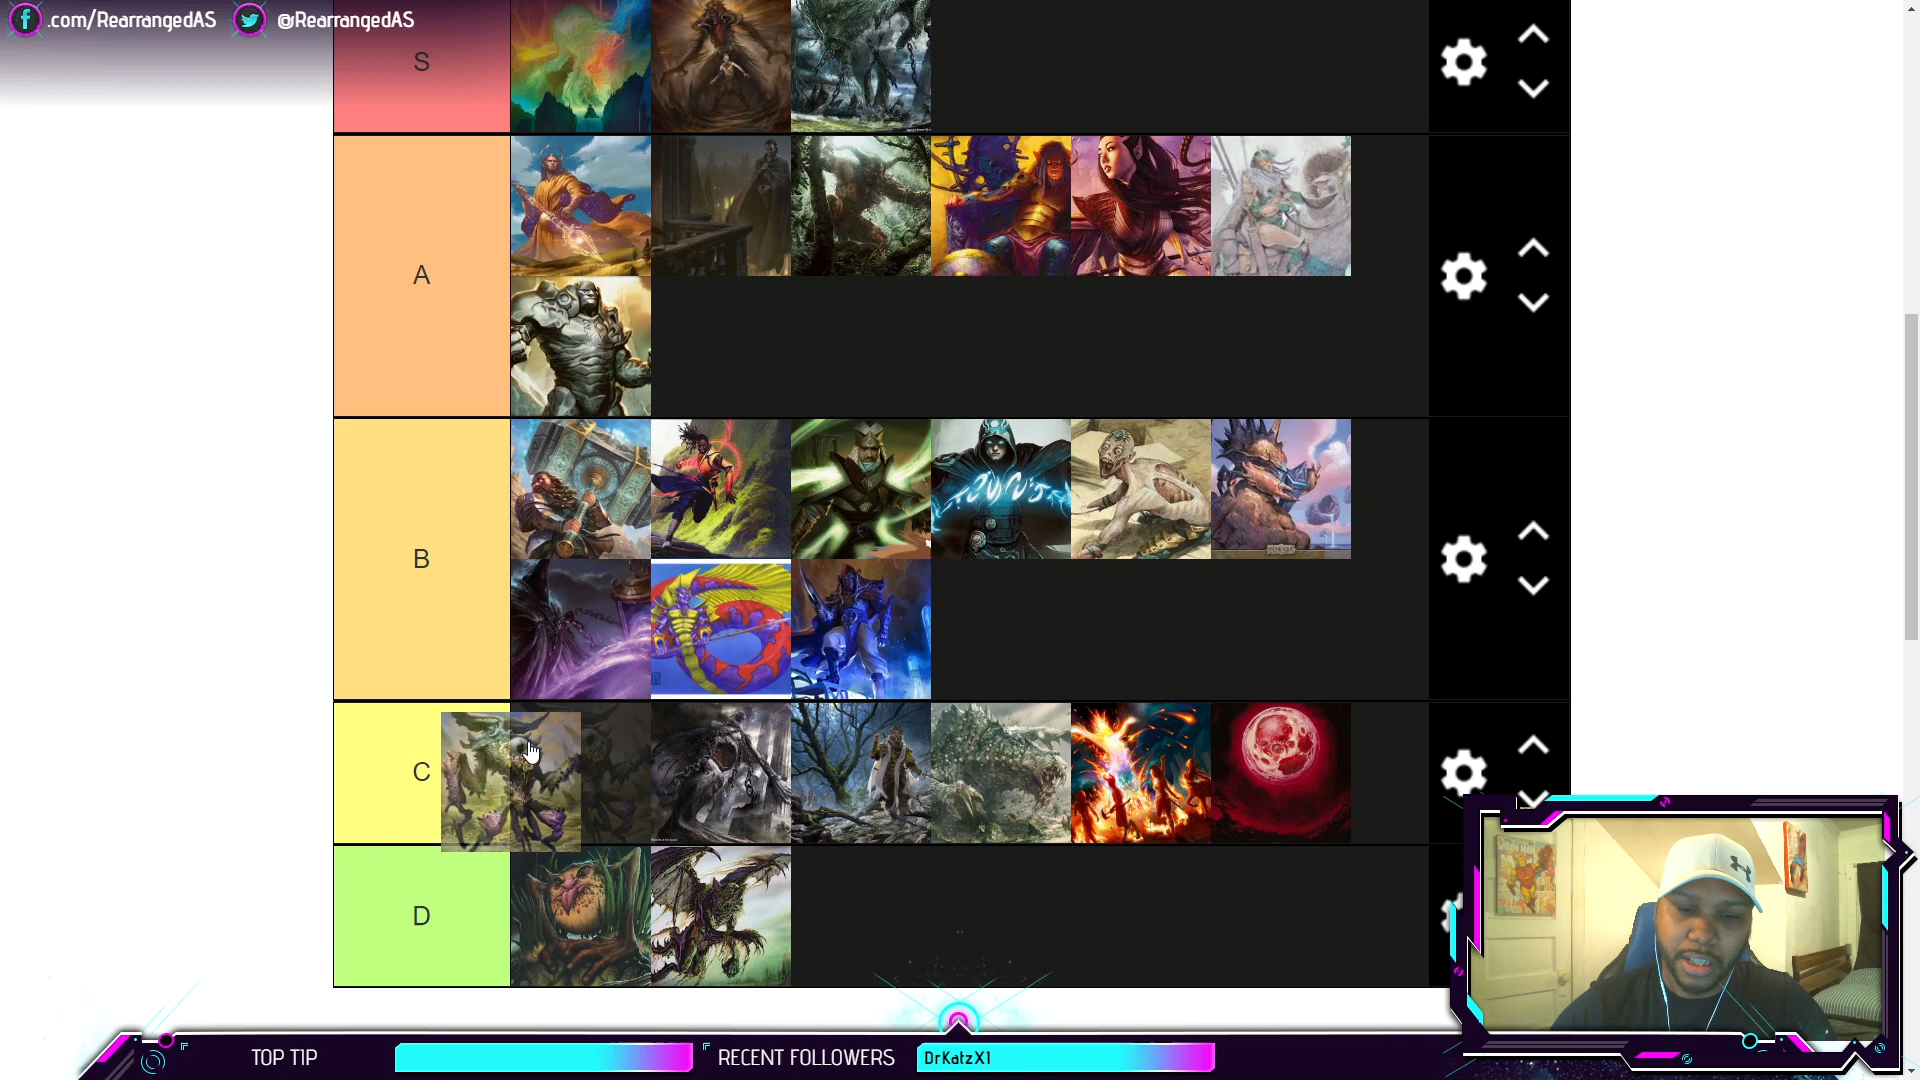 f .com/RearrangedAS @RearrangedAS
S
A
B
C
D
TOP TIP RECENT FOLLOWERS DrKatzX1